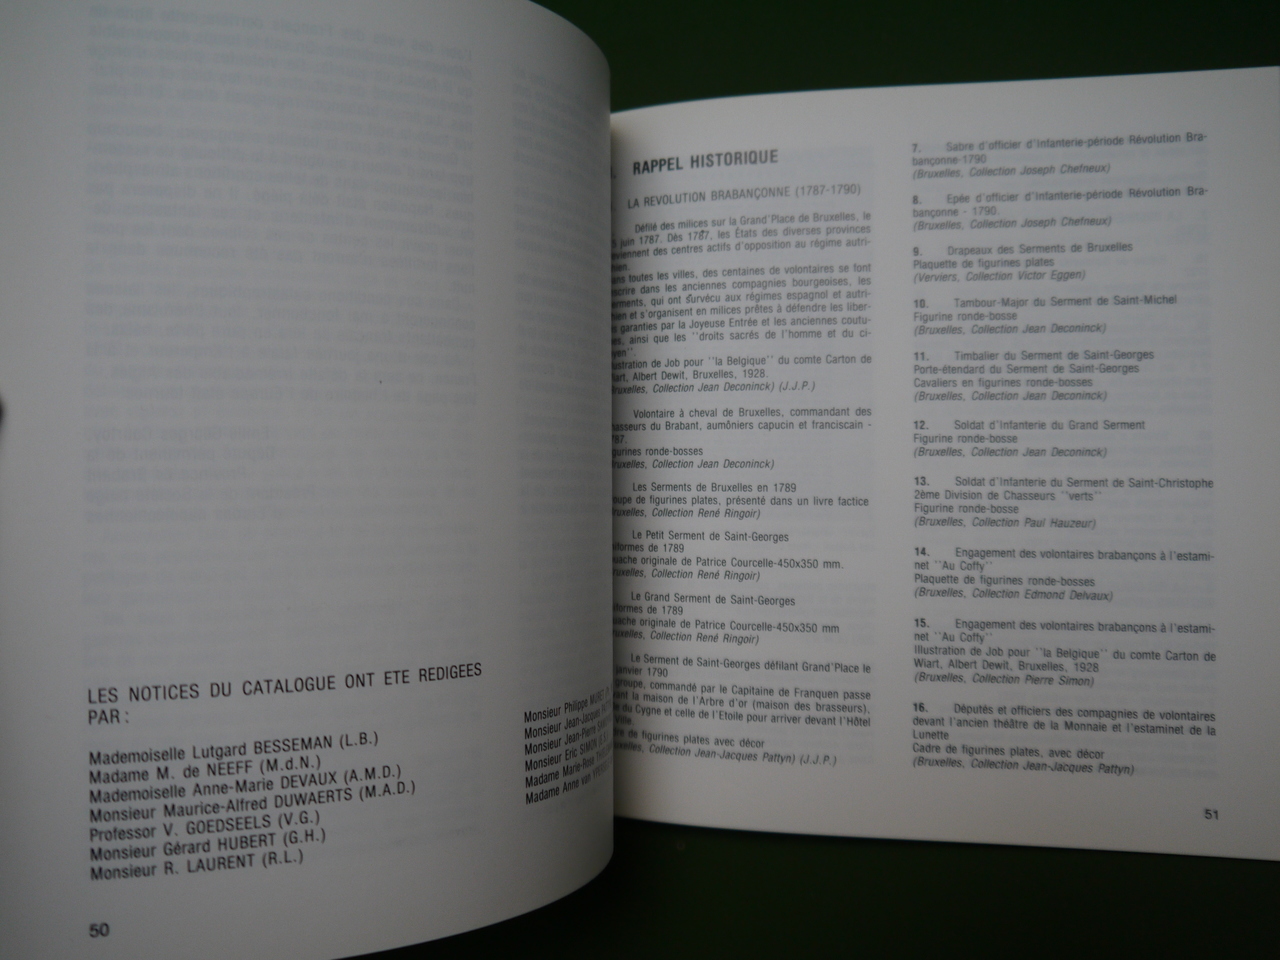 LES NOTICES DU CATALOGUE ONT ETE REDIGEES
PAR :
Mademoiselle Lutgard BESSEMAN (L.B.)
Madame M. de NEEFF (M.d.N.)
Mademoiselle Anne-Marie DEVAUX (A.M.D.)
Monsieur Maurice-Alfred DUWAERTS (M.A.D.)
Professor V. GOEDSEELS (V.G.)
Monsieur Gérard HUBERT (G.H.)
Monsieur R. LAURENT (R.L.)
Monsieur Philippe
Monsieur Jean-Jacques
Monsieur Jean-Pierre
Monsieur Eric SIMON
Madame Marie-Rose
Madame Anne van
50
RAPPEL HISTORIQUE
LA REVOLUTION BRABANÇONNE (1787-1790)
Défilé des milices sur la Grand'Place de Bruxelles, le
juin 1787. Dès 1787, les États des diverses provinces
des centres actifs d'opposition au régime autri-
toutes les villes, des centaines de volontaires se font
dans les anciennes compagnies bourgeoises, les
qui ont survécu aux régimes espagnol et autri-
et s'organisent en milices prêtes à défendre les liber-
garanties par la Joyeuse Entrée et les anciennes coutu-
ainsi que les ''droits sacrés de l'homme et du ci-
de Job pour ''la Belgique'' du comte Carton de
Albert Dewit, Bruxelles, 1928.
Collection Jean Deconinck) (J.J.P.)
Volontaire à cheval de Bruxelles, commandant des
du Brabant, aumôniers capucin et franciscain -
ronde-bosses
Collection Jean Deconinck)
Les Serments de Bruxelles en 1789
de figurines plates, présenté dans un livre factice
Collection René Ringoir)
Le Petit Serment de Saint-Georges
de 1789
originale de Patrice Courcelle-450x350 mm.
Collection René Ringoir)
Le Grand Serment de Saint-Georges
de 1789
originale de Patrice Courcelle-450x350 mm
Collection René Ringoir)
Le Serment de Saint-Georges défilant Grand'Place le
janvier 1790
groupe, commandé par le Capitaine de Franquen passe
la maison de l'Arbre d'or (maison des brasseurs),
du Cygne et celle de l'Etoile pour arriver devant l'Hôtel
de figurines plates avec décor
Collection Jean-Jacques Pattyn) (J.J.P.)
7. Sabre d'officier d'Infanterie-période Révolution Bra-
bançonne-1790
(Bruxelles, Collection Joseph Chefneux)
8. Epée d'officier d'Infanterie-période Révolution Bra-
bançonne - 1790.
(Bruxelles, Collection Joseph Chefneux)
9. Drapeaux des Serments de Bruxelles
Plaquette de figurines plates
(Verviers, Collection Victor Eggen)
10. Tambour-Major du Serment de Saint-Michel
Figurine ronde-bosse
(Bruxelles, Collection Jean Deconinck)
11. Timbalier du Serment de Saint-Georges
Porte-étendard du Serment de Saint-Georges
Cavaliers en figurines ronde-bosses
(Bruxelles, Collection Jean Deconinck)
12. Soldat d'Infanterie du Grand Serment
Figurine ronde-bosse
(Bruxelles, Collection Jean Deconinck)
13. Soldat d'Infanterie du Serment de Saint-Christophe
2ème Division de Chasseurs ''verts''
Figurine ronde-bosse
(Bruxelles, Collection Paul Hauzeur)
14. Engagement des volontaires brabançons à l'estami-
net ''Au Coffy''
Plaquette de figurines ronde-bosses
(Bruxelles, Collection Edmond Delvaux)
15. Engagement des volontaires brabançons à l'estami-
net ''Au Coffy''
Illustration de Job pour ''la Belgique'' du comte Carton de
Wiart, Albert Dewit, Bruxelles, 1928
(Bruxelles, Collection Pierre Simon)
16. Députés et officiers des compagnies de volontaires
devant l'ancien théâtre de la Monnaie et l'estaminet de la
Lunette
Cadre de figurines plates, avec décor
(Bruxelles, Collection Jean-Jacques Pattyn)
51